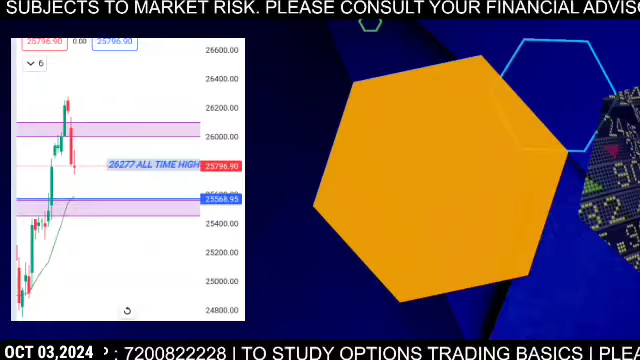 SUBJECTS TO MARKET RISK. PLEASE CONSULT YOUR FINANCIAL ADVISO
25796.90 0.00 25796.90
26600.00
6
26400.00
26200.00
26000.00
26277 ALL TIME HIGH 25796.90
25568.95
25400.00
25200.00
25000.00
24800.00
OCT 03,2024 : 7200822228 | TO STUDY OPTIONS TRADING BASICS | PLEA